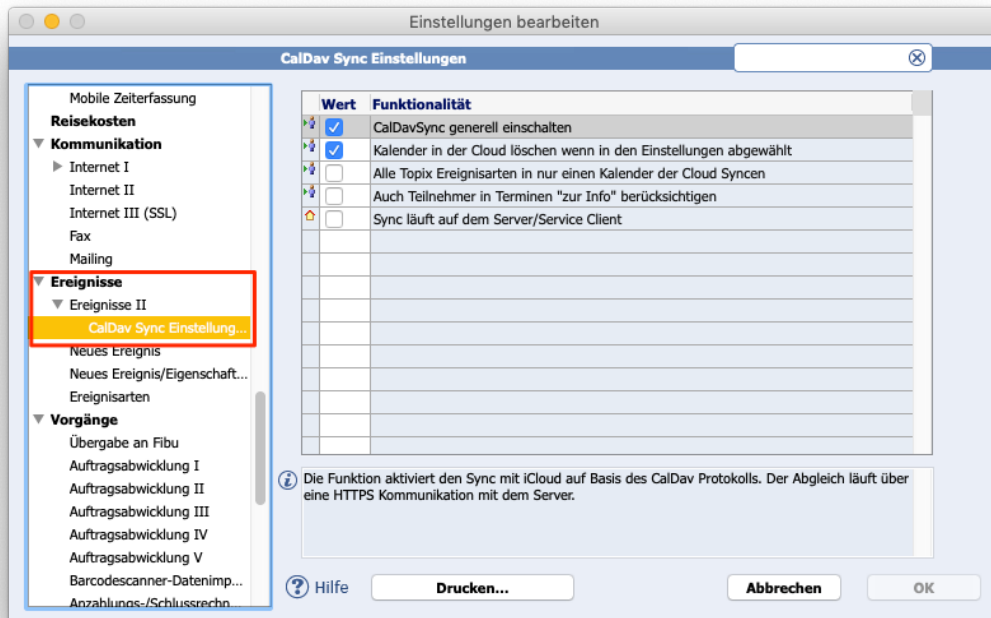 Einstellungen bearbeiten
CalDav Sync Einstellungen
Mobile Zeiterfassung
Reisekosten
Kommunikation
Internet I
Internet II
Internet III (SSL)
Fax
Mailing
Ereignisse
Ereignisse II
CalDav Sync Einstellung...
Neues Ereignis
Neues Ereignis/Eigenschaft...
Ereignisarten
Vorgänge
Übergabe an Fibu
Auftragsabwicklung I
Auftragsabwicklung II
Auftragsabwicklung III
Auftragsabwicklung IV
Auftragsabwicklung V
Barcodescanner-Datenimp...
Anzahlungs-/Schlussrechn...
Wert Funktionalität
CalDavSync generell einschalten
Kalender in der Cloud löschen wenn in den Einstellungen abgewählt
Alle Topix Ereignisarten in nur einen Kalender der Cloud Syncen
Auch Teilnehmer in Terminen "zur Info" berücksichtigen
Sync läuft auf dem Server/Service Client
Die Funktion aktiviert den Sync mit iCloud auf Basis des CalDav Protokolls. Der Abgleich läuft über
eine HTTPS Kommunikation mit dem Server.
? Hilfe Drucken... Abbrechen OK